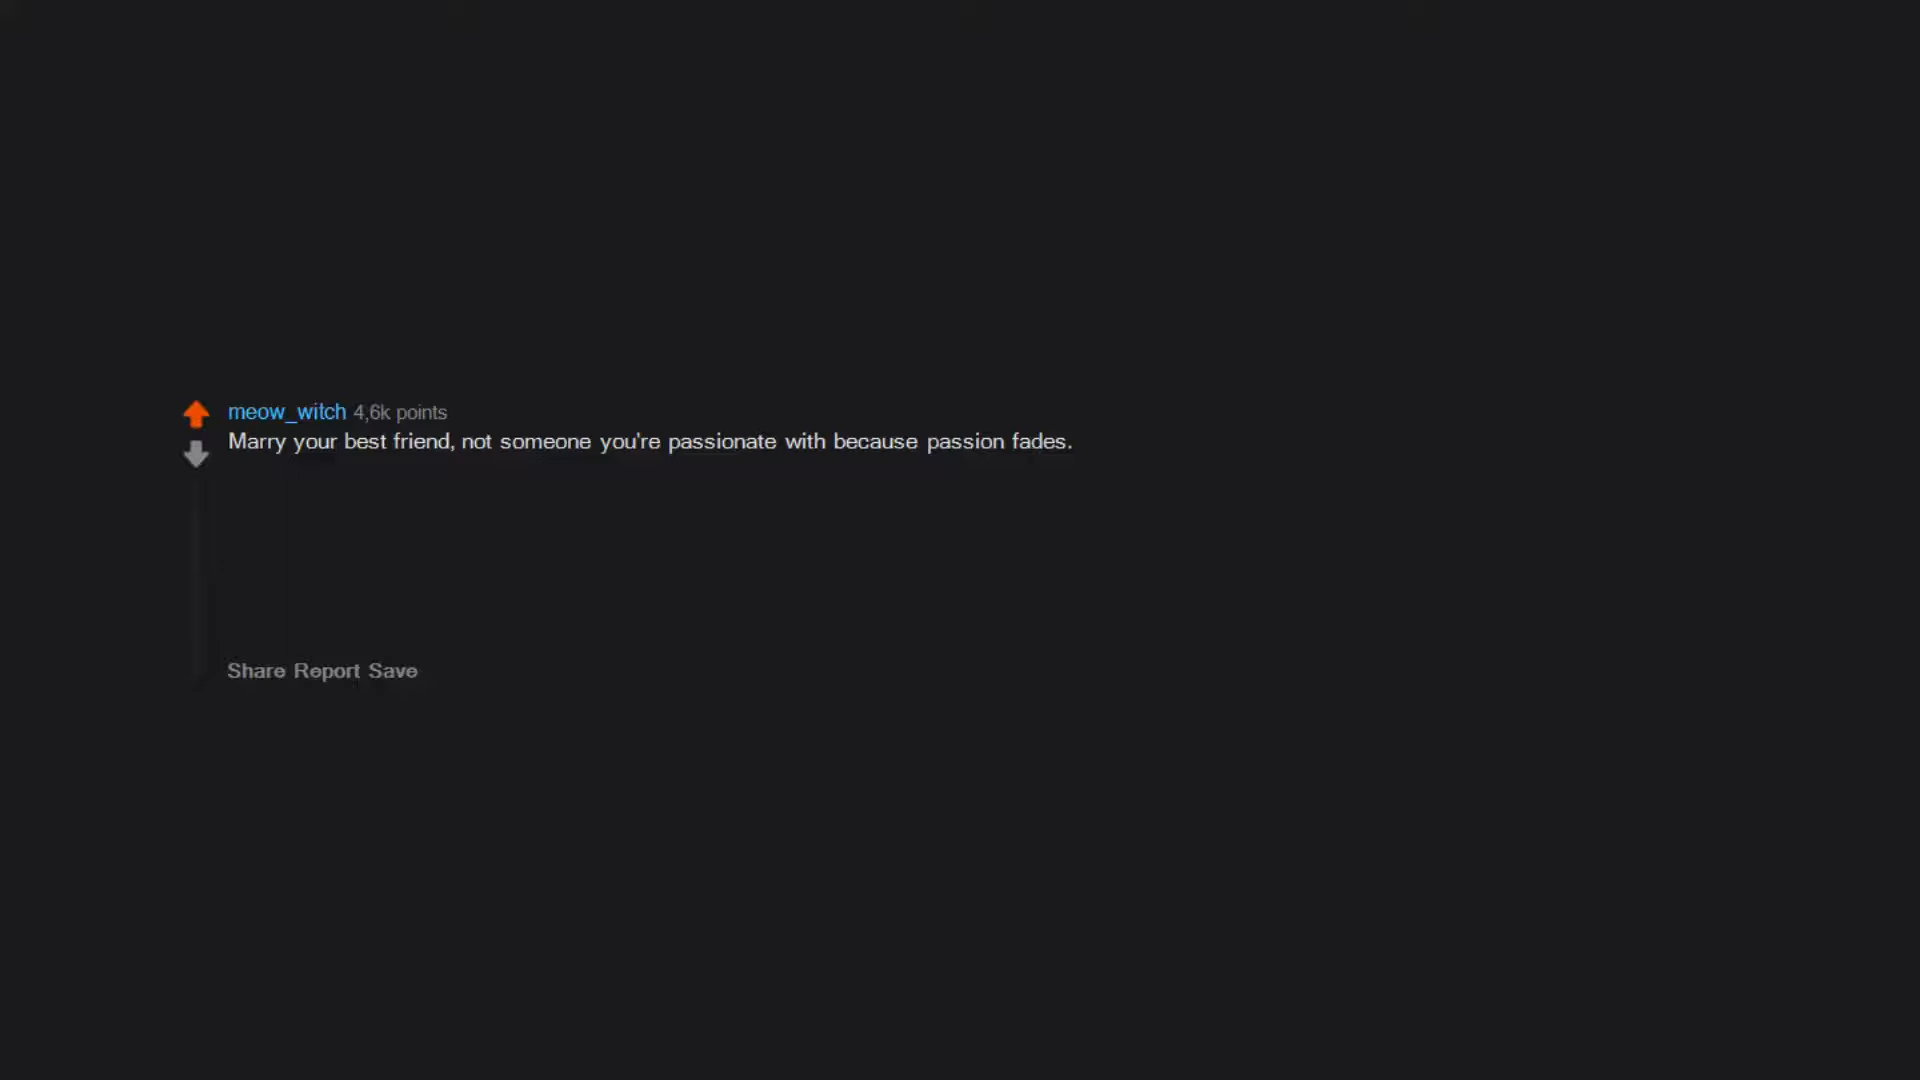 meow_witch 4,6k points
Marry your best friend, not someone you're passionate with because passion fades.
Share Report Save